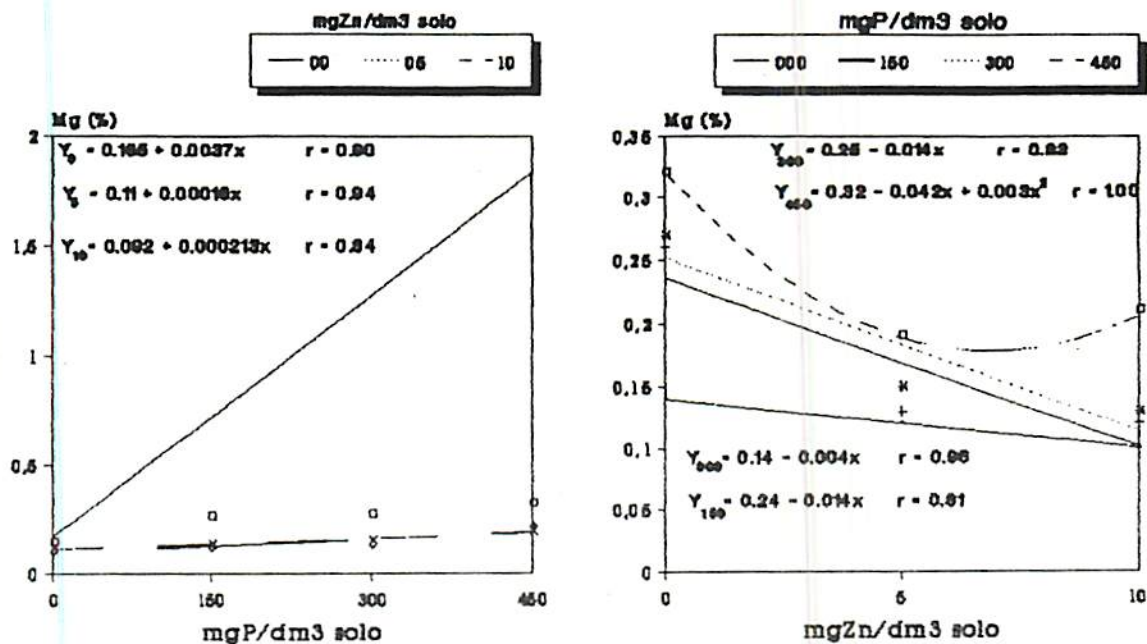 mgZn/dm3 solo
00 05 10
Mg (%)
2
1.5
1
0.5
0
Y₀ = 0.165 + 0.0037x r = 0.90
Y₅ = 0.11 + 0.00016x r = 0.94
Y₁₀ = 0.092 + 0.000213x r = 0.94
0 150 300 450
mgP/dm3 solo
mgP/dm3 solo
000 150 300 450
Mg (%)
0,35
0,3
0,25
0,2
0,15
0,1
0,05
0
Y₃₀₀ = 0.25 - 0.014x
Y₄₅₀ = 0.32 - 0.042x + 0.003x² r = 1.00
Y₀₀₀ = 0.14 - 0.004x r = 0.96
Y₁₅₀ = 0.24 - 0.014x r = 0.81
0 5 10
mgZn/dm3 solo